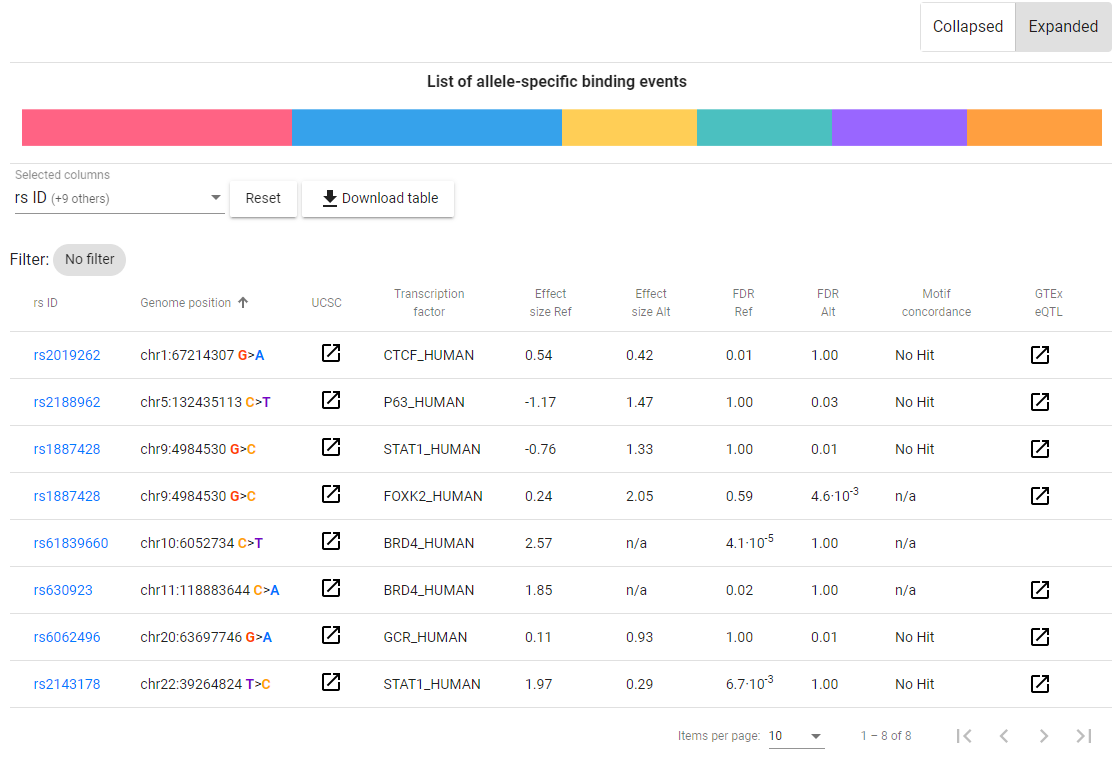 Collapsed Expanded
List of allele-specific binding events
Selected columns
rs ID (+9 others) Reset Download table
Filter: No filter
rs ID Genome position UCSC Transcription factor Effect size Ref Effect size Alt FDR Ref FDR Alt Motif concordance GTEx eQTL
rs2019262 chr1:67214307 G>A CTCF_HUMAN 0.54 0.42 0.01 1.00 No Hit
rs2188962 chr5:132435113 C>T P63_HUMAN -1.17 1.47 1.00 0.03 No Hit
rs1887428 chr9:4984530 G>C STAT1_HUMAN -0.76 1.33 1.00 0.01 No Hit
rs1887428 chr9:4984530 G>C FOXK2_HUMAN 0.24 2.05 0.59 4.6·10⁻³ n/a
rs61839660 chr10:6052734 C>T BRD4_HUMAN 2.57 n/a 4.1·10⁻⁵ 1.00 n/a
rs630923 chr11:118883644 C>A BRD4_HUMAN 1.85 n/a 0.02 1.00 n/a
rs6062496 chr20:63697746 G>A GCR_HUMAN 0.11 0.93 1.00 0.01 No Hit
rs2143178 chr22:39264824 T>C STAT1_HUMAN 1.97 0.29 6.7·10⁻³ 1.00 No Hit
Items per page: 10 1 – 8 of 8